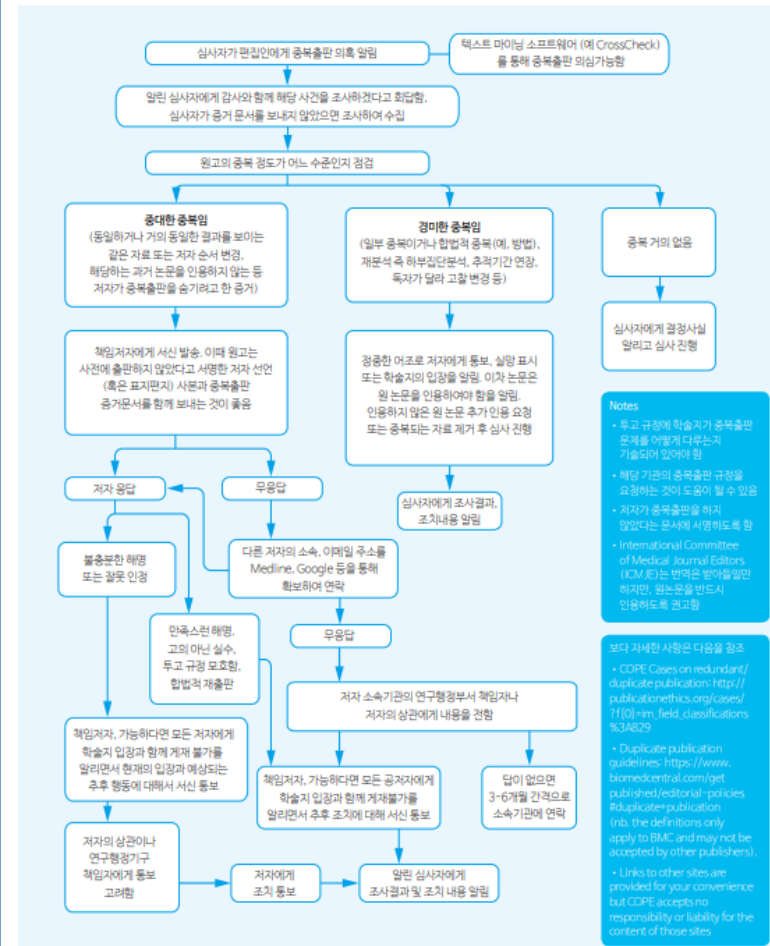 심사자가 편집인에게 중복출판 의혹 알림
텍스트 마이닝 소프트웨어 (예 CrossCheck)
를 통해 중복출판 의심가능함
알린 심사자에게 감사와 함께 해당 사건을 조사하겠다고 회답함,
심사자가 증거 문서를 보내지 않았으면 조사하여 수집
원고의 중복 정도가 어느 수준인지 점검
중대한 중복임
(동일하거나 거의 동일한 결과를 보이는
같은 자료 또는 저자 순서 변경,
해당하는 과거 논문을 인용하지 않는 등
저자가 중복출판을 숨기려고 한 증거)
경미한 중복임
(일부 중복이거나 합법적 중복(예, 방법),
재분석 즉 하부집단분석, 추적기간 연장,
독자가 달라 고찰 변경 등)
중복 거의 없음
심사자에게 결정사실
알리고 심사 진행
책임저자에게 서신 발송. 이때 원고는
사전에 출판하지 않았다고 서명한 저자 선언
(혹은 표지편지) 사본과 중복출판
증거문서를 함께 보내는 것이 좋음
정중한 어조로 저자에게 통보, 실망 표시
또는 학술지의 입장을 알림. 이차 논문은
원 논문을 인용하여야 함을 알림.
인용하지 않은 원 논문 추가 인용 요청
또는 중복되는 자료 제거 후 심사 진행
심사자에게 조사결과,
조치내용 알림
저자 응답
무응답
불충분한 해명
또는 잘못 인정
다른 저자의 소속, 이메일 주소를
Medline, Google 등을 통해
확보하여 연락
만족스런 해명,
고의 아닌 실수,
투고 규정 모호함,
합법적 재출판
무응답
저자 소속기관의 연구행정부서 책임자나
저자의 상관에게 내용을 전함
책임저자, 가능하다면 모든 저자에게
학술지 입장과 함께 게재 불가를
알리면서 현재의 입장과 예상되는
추후 행동에 대해서 서신 통보
책임저자, 가능하다면 모든 공저자에게
학술지 입장과 함께 게재불가를
알리면서 추후 조치에 대해 서신 통보
답이 없으면
3-6개월 간격으로
소속기관에 연락
저자의 상관이나
연구행정기구
책임자에게 통보
고려함
저자에게
조치 통보
알린 심사자에게
조사결과 및 조치 내용 알림
Notes
• 투고 규정에 학술지가 중복출판
문제를 어떻게 다루는지
기술되어 있어야 함
• 해당 기관의 중복출판 규정을
요청하는 것이 도움이 될 수 있음
• 저자가 중복출판을 하지
않았다는 문서에 서명하도록 함
• International Committee
of Medical Journal Editors
(ICMJE)는 번역은 받아들일만
하지만, 원논문을 반드시
인용하도록 권고함
보다 자세한 사항은 다음을 참조
• COPE Cases on redundant/
duplicate publication: http://
publicationethics.org/cases/
?f[0]=im_field_classifications
%3A829
• Duplicate publication
guidelines: https://www.
biomedcentral.com/get
published/editorial-policies
#duplicate+publication
(nb. the definitions only
apply to BMC and may not be
accepted by other publishers).
• Links to other sites are
provided for your convenience
but COPE accepts no
responsibility or liability for the
content of those sites